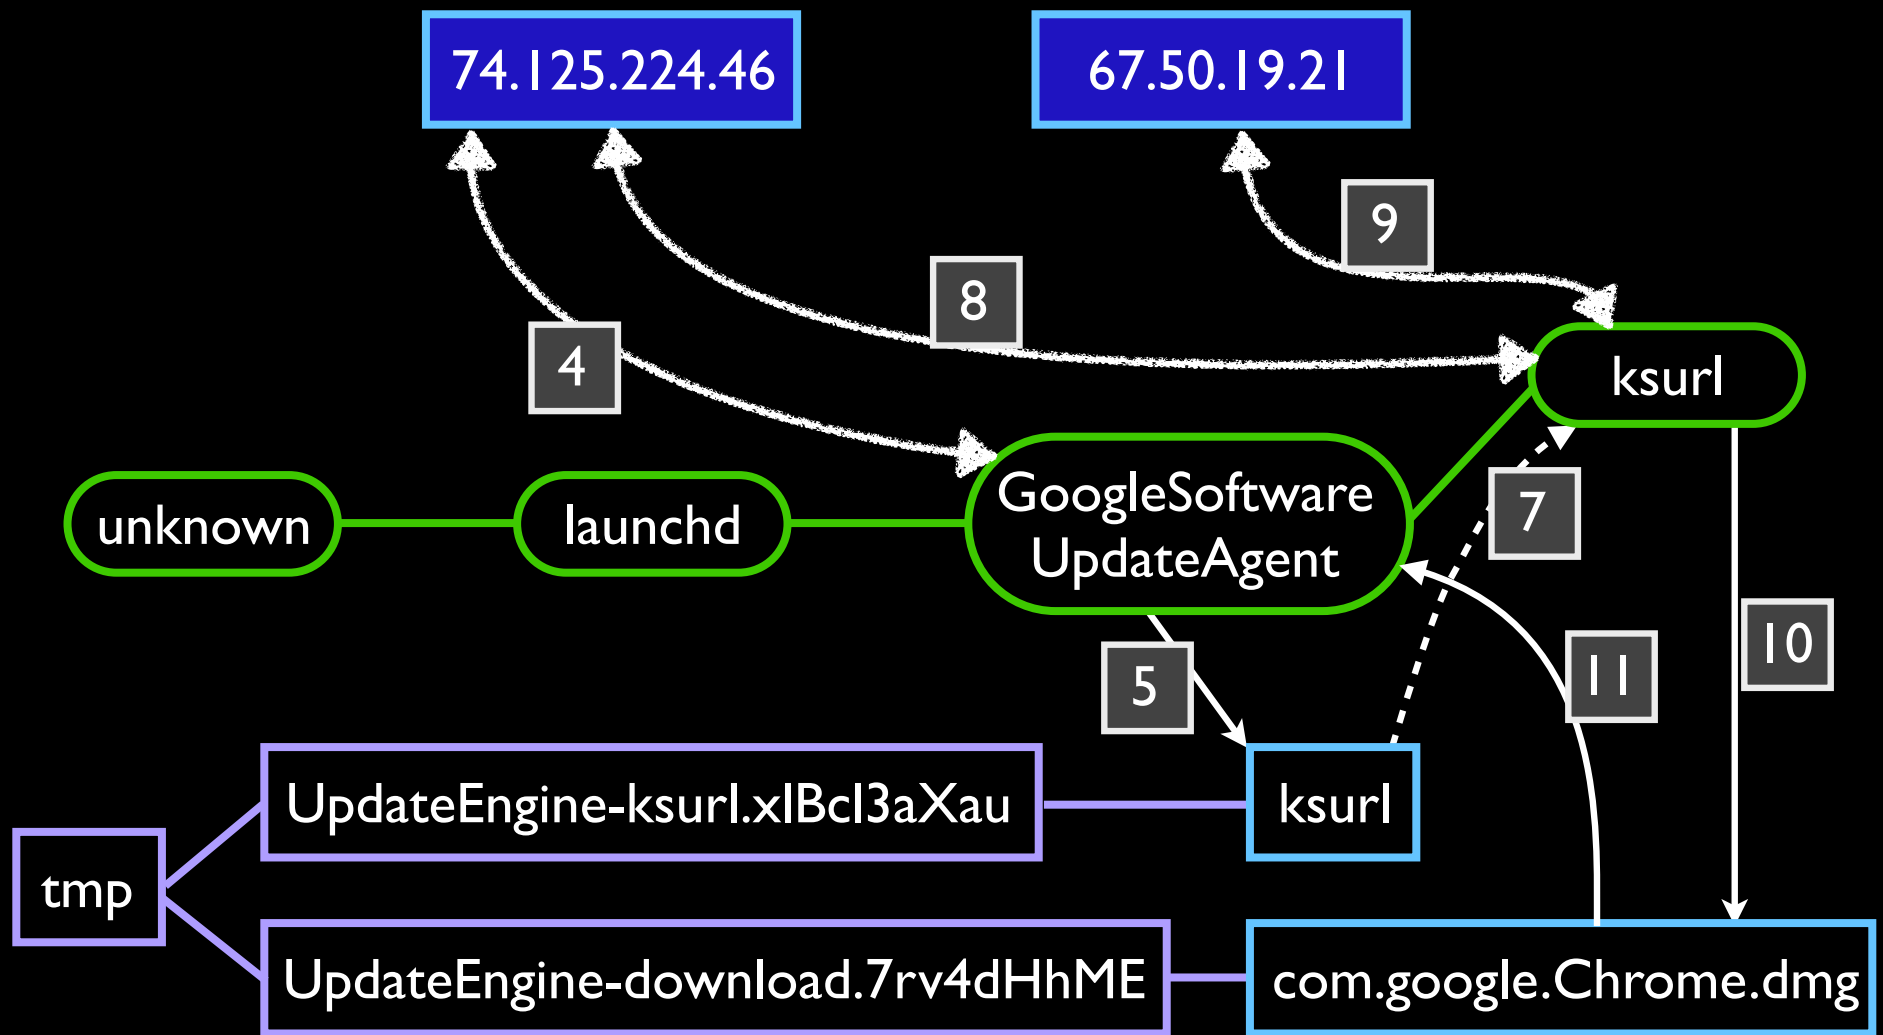 74.125.224.46
67.50.19.21
9
8
4
ksurl
GoogleSoftware
UpdateAgent
unknown
launchd
7
10
11
5
UpdateEngine-ksurl.xlBcl3aXau
ksurl
tmp
UpdateEngine-download.7rv4dHhME
com.google.Chrome.dmg